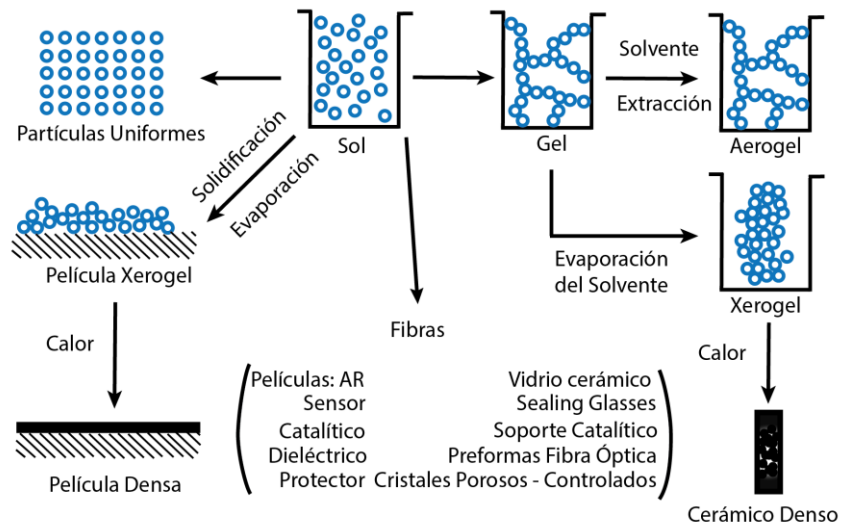 Partículas Uniformes
Sol
Gel
Solvente
Extracción
Aerogel
Solidificación
Evaporación
Película Xerogel
Evaporación
del Solvente
Xerogel
Calor
Fibras
Calor
Películas: AR
Sensor
Catalítico
Dieléctrico
Protector
Vidrio cerámico
Sealing Glasses
Soporte Catalítico
Preformas Fibra Óptica
Cristales Porosos - Controlados
Película Densa
Cerámico Denso